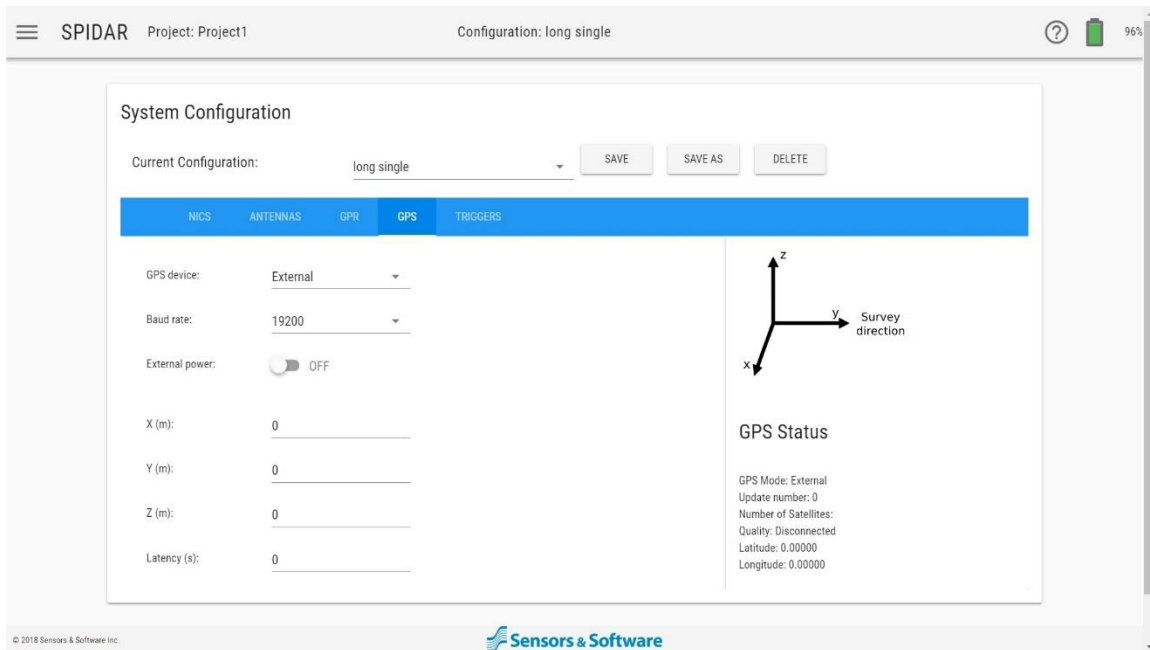 SPIDAR Project: Project1 Configuration: long single 96%
System Configuration
Current Configuration: long single SAVE SAVE AS DELETE
NICS ANTENNAS GPR GPS TRIGGERS
GPS device: External
Baud rate: 19200
External power: OFF
X (m): 0
Y (m): 0
Z (m): 0
Latency (s): 0
z
y Survey
direction
x
GPS Status
GPS Mode: External
Update number: 0
Number of Satellites:
Quality: Disconnected
Latitude: 0.00000
Longitude: 0.00000
© 2018 Sensors & Software Inc. Sensors & Software